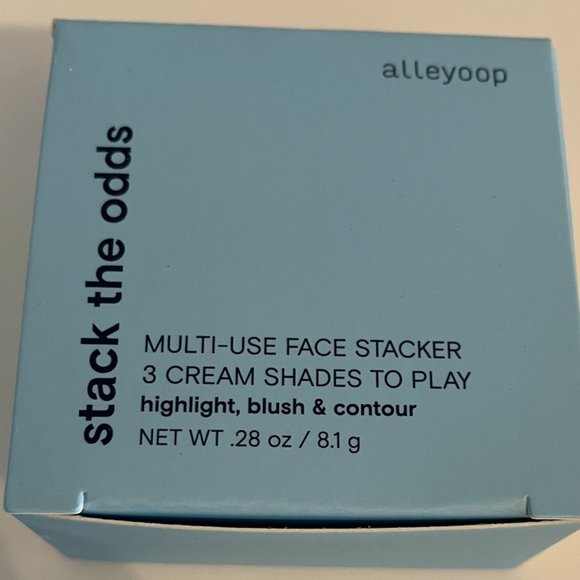 alleyoop
stack the odds
MULTI-USE FACE STACKER
3 CREAM SHADES TO PLAY
highlight, blush & contour
NET WT .28 oz / 8.1 g